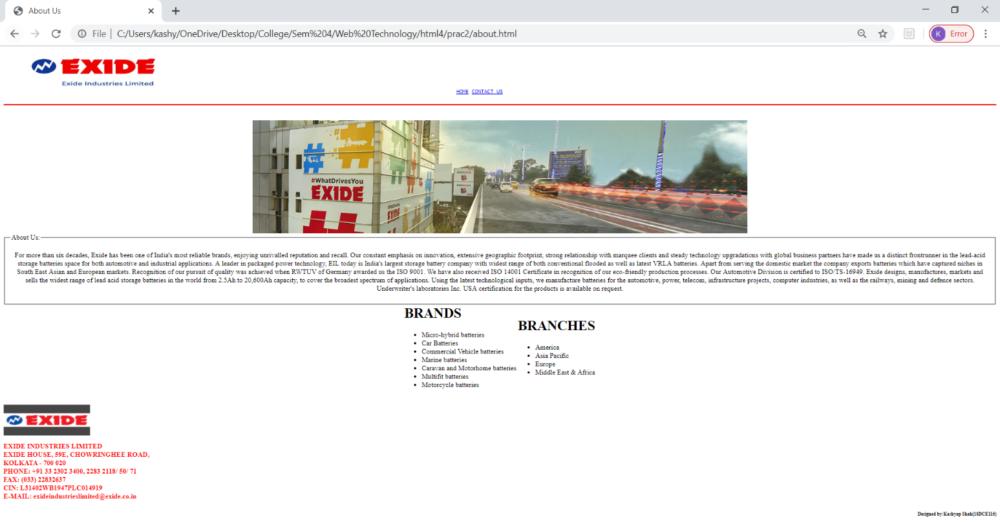 About Us
File
C:/Users/kashy/OneDrive/Desktop/College/Sem%204/Web%20Technology/html4/prac2/about.html
K
Error
EXIDE
Exide Industries Limited
HOME CONTACT US
#WhatDrivesYou
EXIDE
EXIDE
About Us:
For more than six decades, Exide has been one of India's most reliable brands, enjoying unrivalled reputation and recall. Our constant emphasis on innovation, extensive geographic footprint, strong relationship with marquee clients and steady technology upgradations with global business partners have made us a distinct frontrunner in the lead-acid
storage batteries space for both automotive and industrial applications. A leader in packaged power technology, EIL today is India's largest storage battery company with widest range of both conventional flooded as well as latest VRLA batteries. Apart from serving the domestic market the company exports batteries which have captured niches in
South East Asian and European markets. Recognition of our pursuit of quality was achieved when RWTUV of Germany awarded us the ISO 9001. We have also received ISO 14001 Certificate in recognition of our eco-friendly production processes. Our Automotive Division is certified to ISO/TS-16949. Exide designs, manufactures, markets and
sells the widest range of lead acid storage batteries in the world from 2.5Ah to 20,600Ah capacity, to cover the broadest spectrum of applications. Using the latest technological inputs, we manufacture batteries for the automotive, power, telecom, infrastructure projects, computer industries, as well as the railways, mining and defence sectors.
Underwriter's laboratories Inc. USA certification for the products is available on request.
BRANDS
Micro-hybrid batteries
Car Batteries
Commercial Vehicle batteries
Marine batteries
Caravan and Motorhome batteries
Multifit batteries
Motorcycle batteries
BRANCHES
America
Asia Pacific
Europe
Middle East & Africa
EXIDE
EXIDE INDUSTRIES LIMITED
EXIDE HOUSE, 59E, CHOWRINGHEE ROAD,
KOLKATA - 700 020
PHONE: +91 33 2302 3400, 2283 2118/ 50/ 71
FAX: (033) 22832637
CIN: L31402WB1947PLC014919
E-MAIL: exideindustrieslimited@exide.co.in
Designed by:Kashyap Shah(18DCE115)